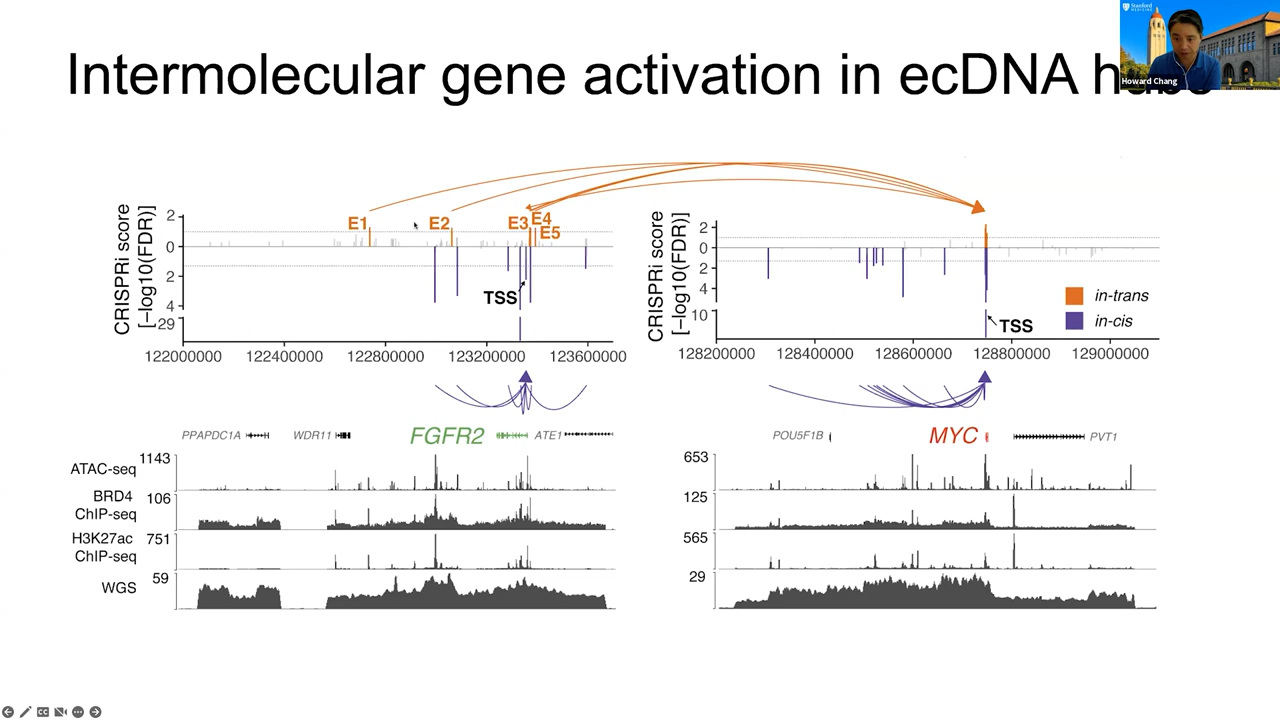 Stanford
MEDICINE
Howard Chang
Intermolecular gene activation in ecDNA
CRISPRi score
[–log10(FDR)]
2
0
2
4
29
E1
E2
E3
E4
E5
TSS
122000000 122400000 122800000 123200000 123600000
CRISPRi score
[–log10(FDR)]
2
0
2
4
10
TSS
in-trans
in-cis
128200000 128400000 128600000 128800000 129000000
PPAPDC1A
WDR11
FGFR2
ATE1
POU5F1B
MYC
PVT1
ATAC-seq
1143
653
BRD4
ChIP-seq
106
125
H3K27ac
ChIP-seq
751
565
WGS
59
29